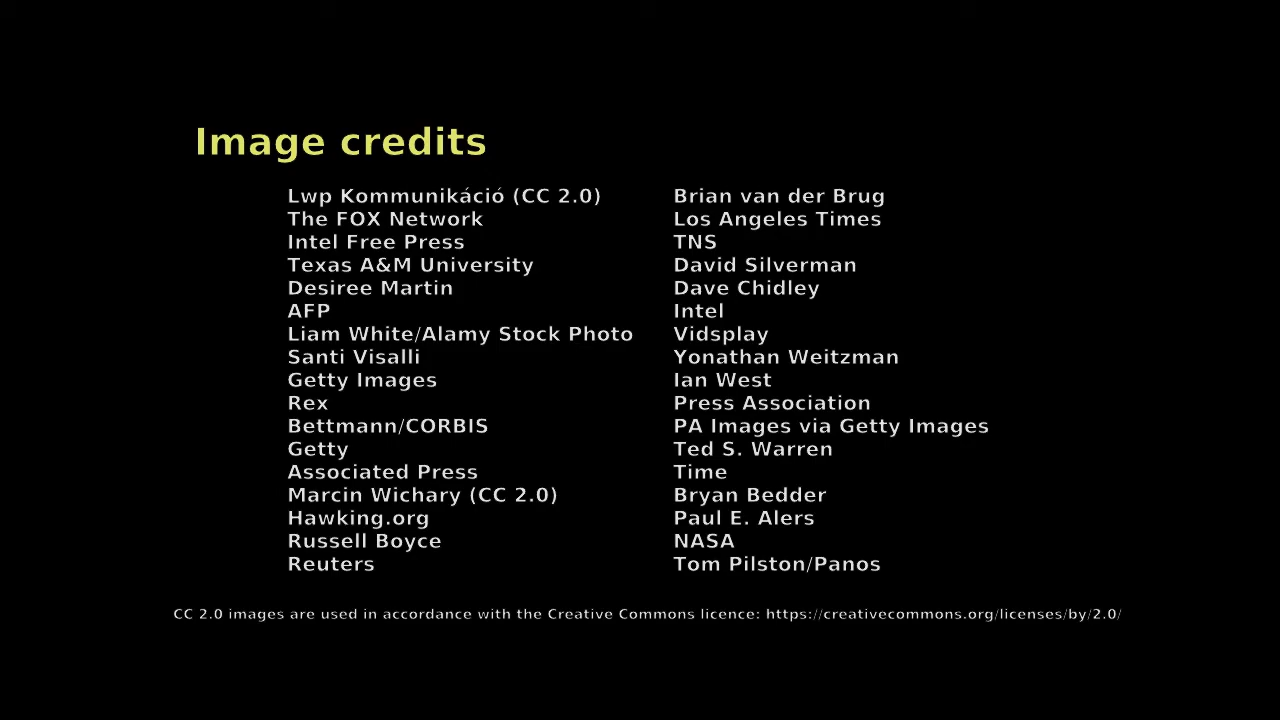 Image credits
Lwp Kommunikáció (CC 2.0)
The FOX Network
Intel Free Press
Texas A&M University
Desiree Martin
AFP
Liam White/Alamy Stock Photo
Santi Visalli
Getty Images
Rex
Bettmann/CORBIS
Getty
Associated Press
Marcin Wichary (CC 2.0)
Hawking.org
Russell Boyce
Reuters
Brian van der Brug
Los Angeles Times
TNS
David Silverman
Dave Chidley
Intel
Vidsplay
Yonathan Weitzman
Ian West
Press Association
PA Images via Getty Images
Ted S. Warren
Time
Bryan Bedder
Paul E. Alers
NASA
Tom Pilston/Panos
CC 2.0 images are used in accordance with the Creative Commons licence: https://creativecommons.org/licenses/by/2.0/